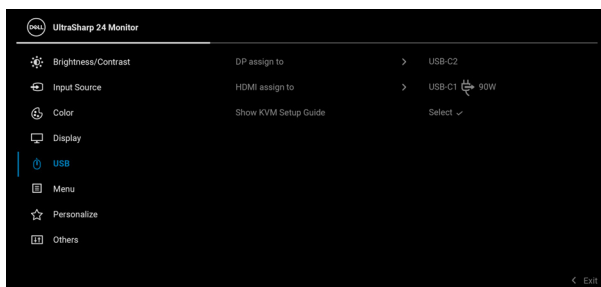 DELL UltraSharp 24 Monitor
Brightness/Contrast DP assign to > USB-C2
Input Source HDMI assign to > USB-C1 90W
Color Show KVM Setup Guide Select ✓
Display
USB
Menu
Personalize
Others
< Exit